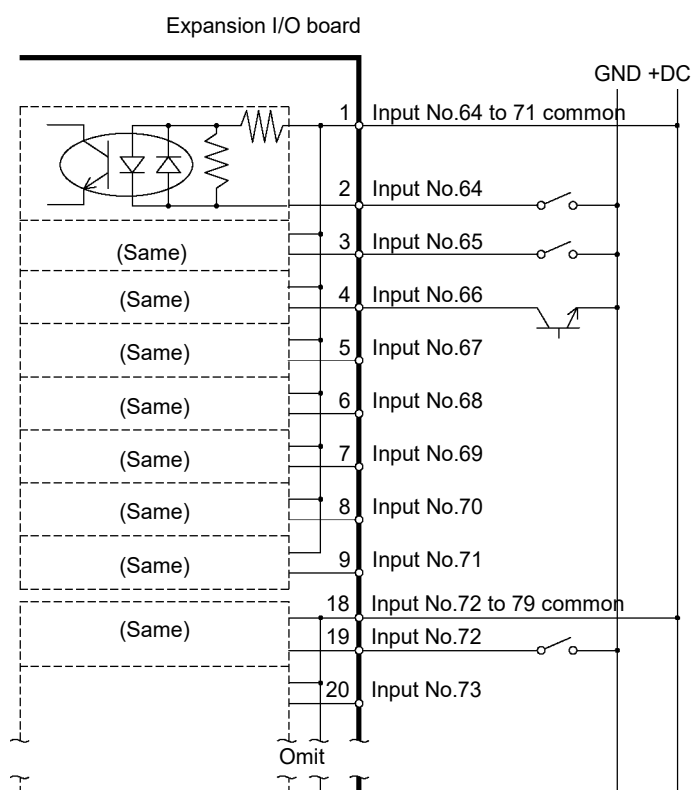 Expansion I/O board
GND +DC
1 Input No.64 to 71 common
2 Input No.64
(Same) 3 Input No.65
(Same) 4 Input No.66
(Same) 5 Input No.67
(Same) 6 Input No.68
(Same) 7 Input No.69
(Same) 8 Input No.70
(Same) 9 Input No.71
18 Input No.72 to 79 common
(Same) 19 Input No.72
20 Input No.73
Omit